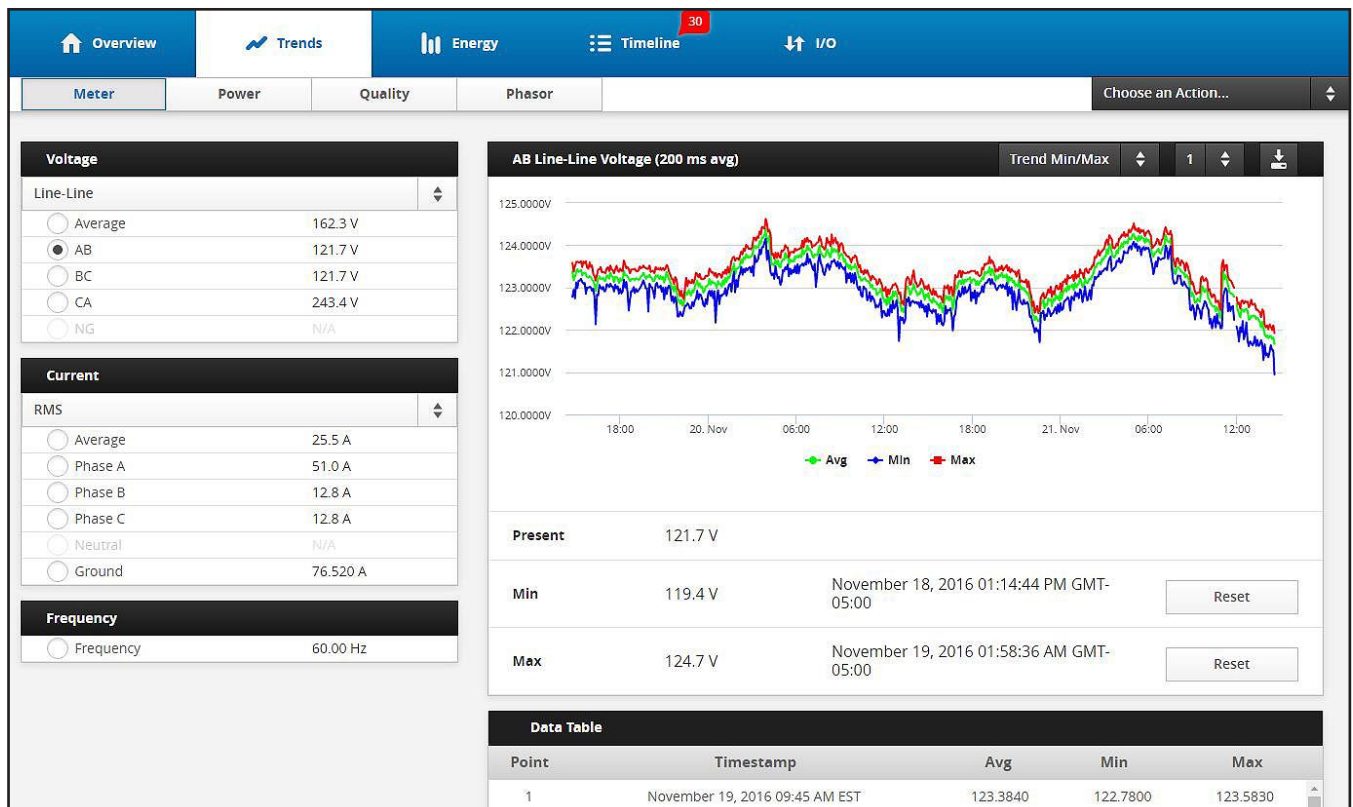 Overview Trends Energy Timeline 30 I/O
Meter Power Quality Phasor Choose an Action...
Voltage
Line-Line
Average 162.3 V
AB 121.7 V
BC 121.7 V
CA 243.4 V
NG N/A
Current
RMS
Average 25.5 A
Phase A 51.0 A
Phase B 12.8 A
Phase C 12.8 A
Neutral N/A
Ground 76.520 A
Frequency
Frequency 60.00 Hz
AB Line-Line Voltage (200 ms avg) Trend Min/Max 1
125.0000V
124.0000V
123.0000V
122.0000V
121.0000V
120.0000V
18:00 20. Nov 06:00 12:00 18:00 21. Nov 06:00 12:00
Avg Min Max
Present 121.7 V
Min 119.4 V November 18, 2016 01:14:44 PM GMT-
05:00 Reset
Max 124.7 V November 19, 2016 01:58:36 AM GMT-
05:00 Reset
Data Table
Point Timestamp Avg Min Max
1 November 19, 2016 09:45 AM EST 123.3840 122.7800 123.5830